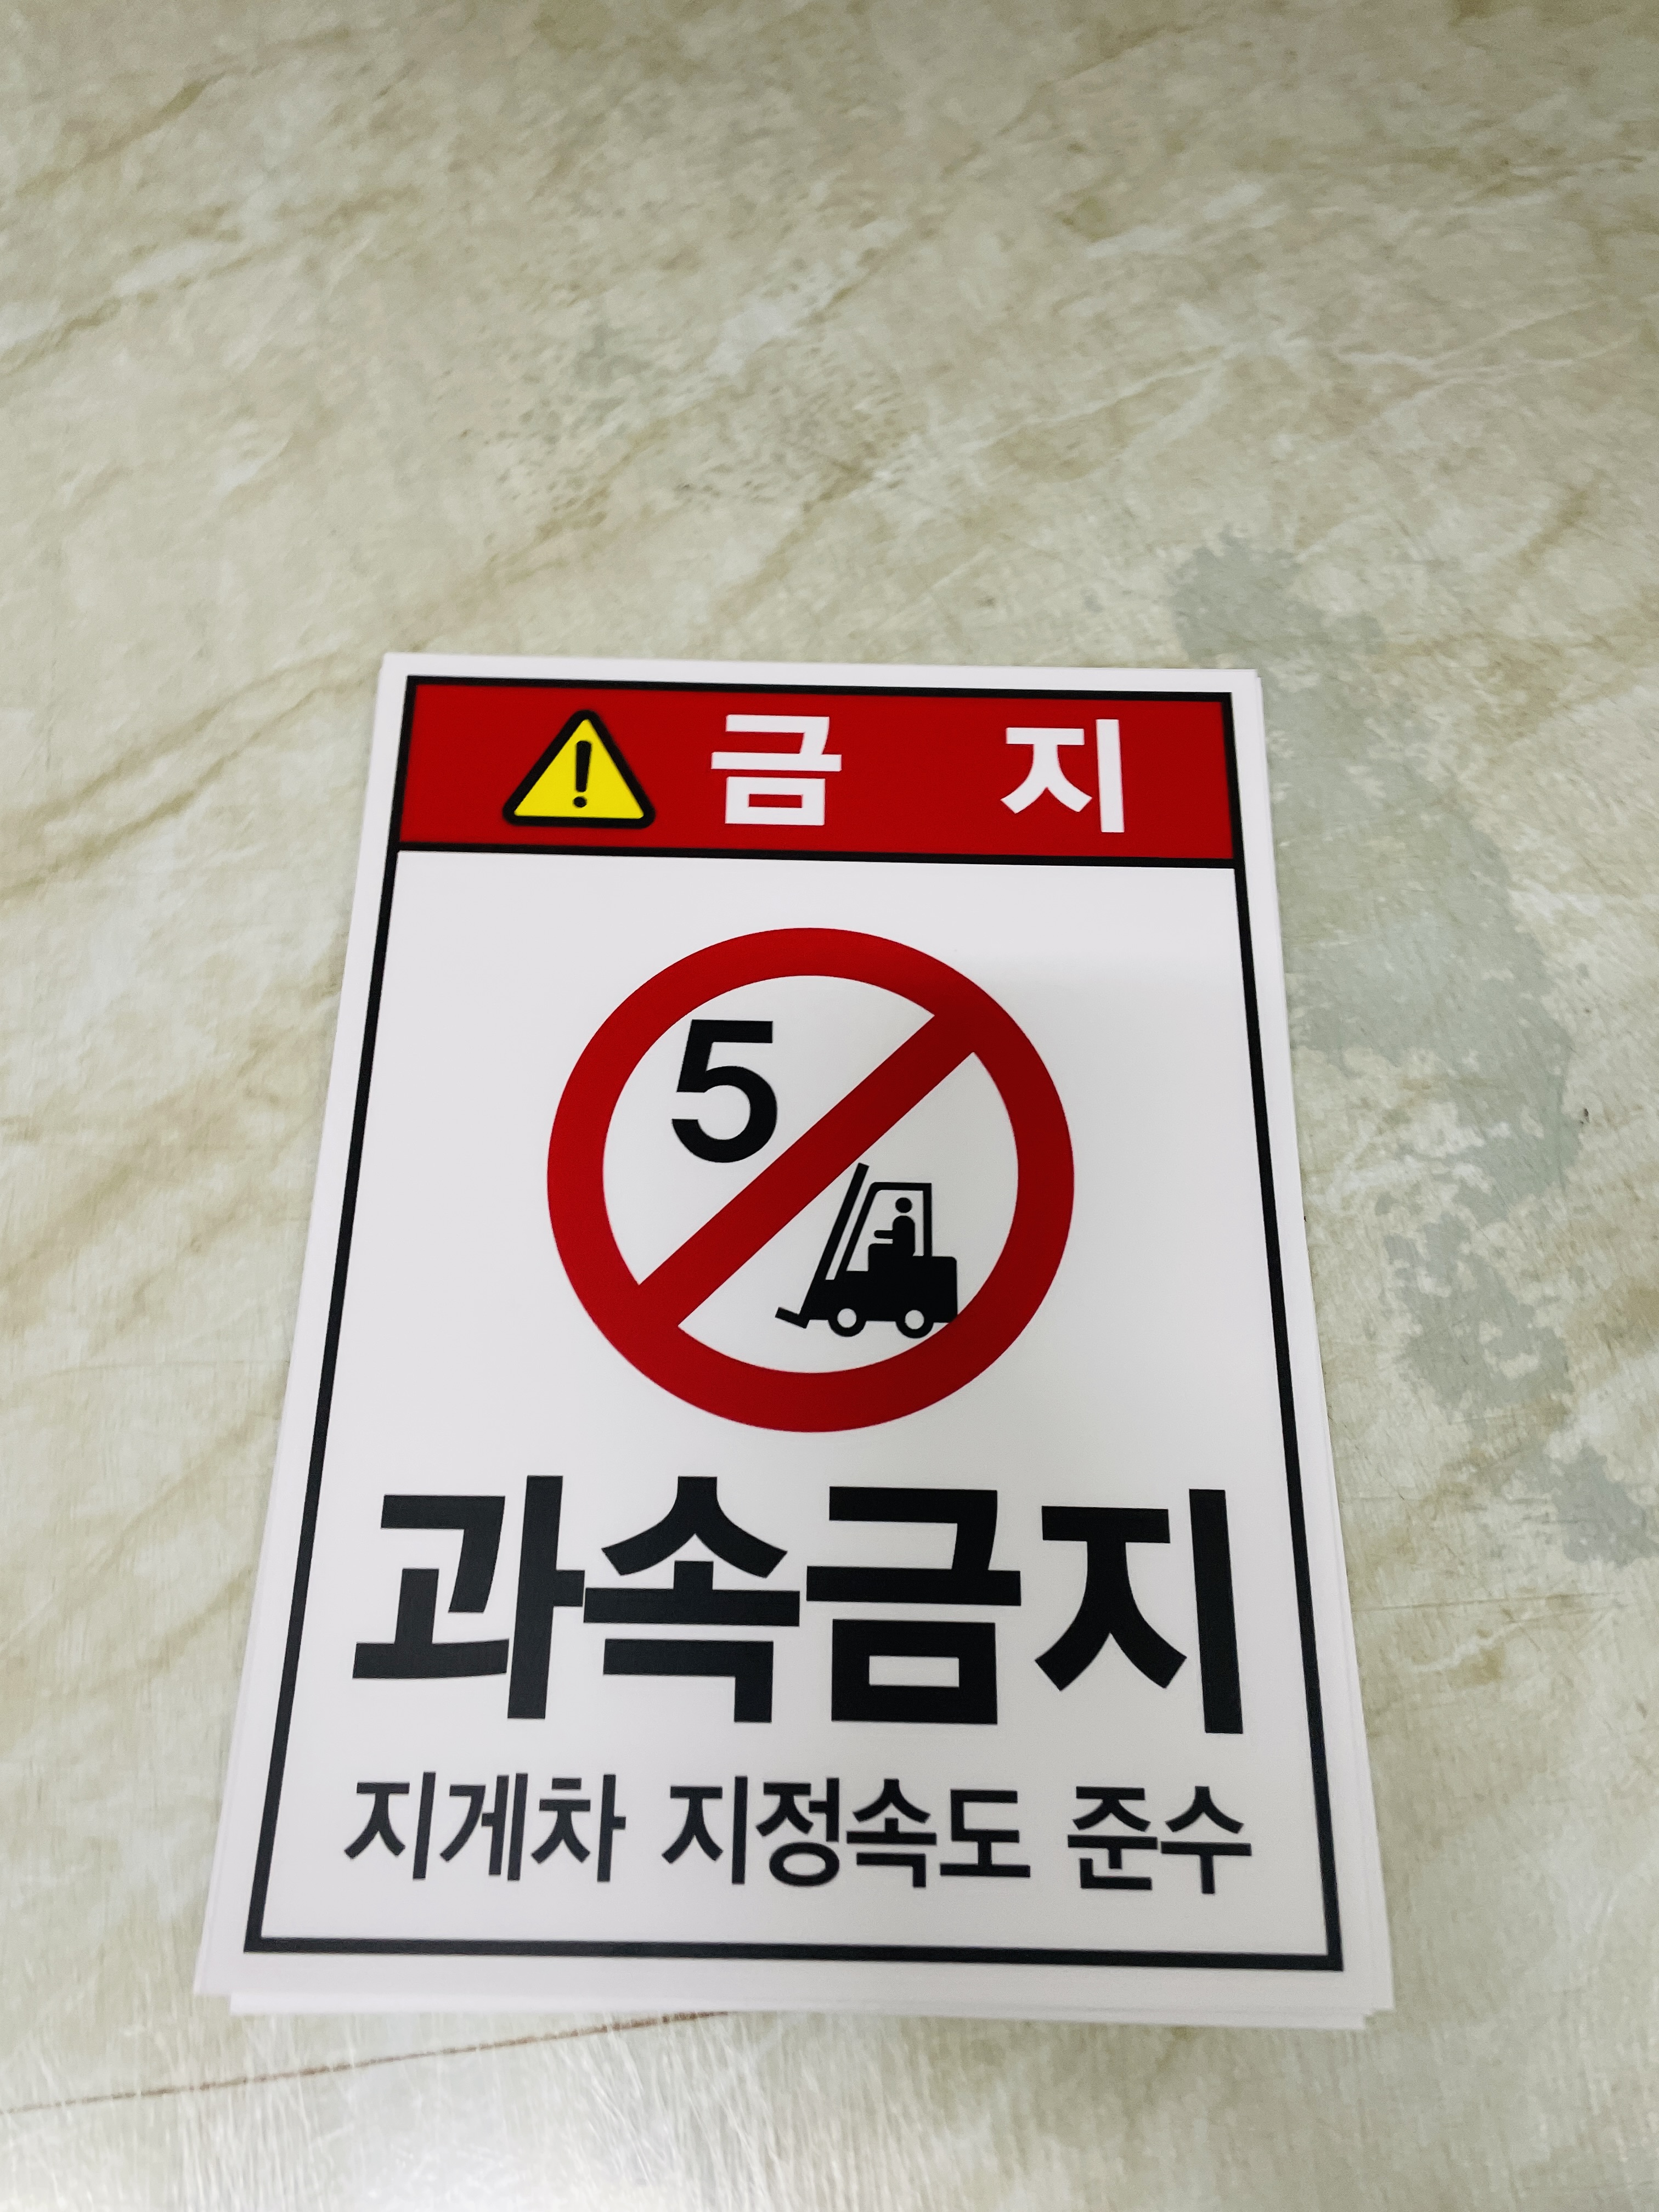 금 지
5
과속금지
지게차 지정속도 준수